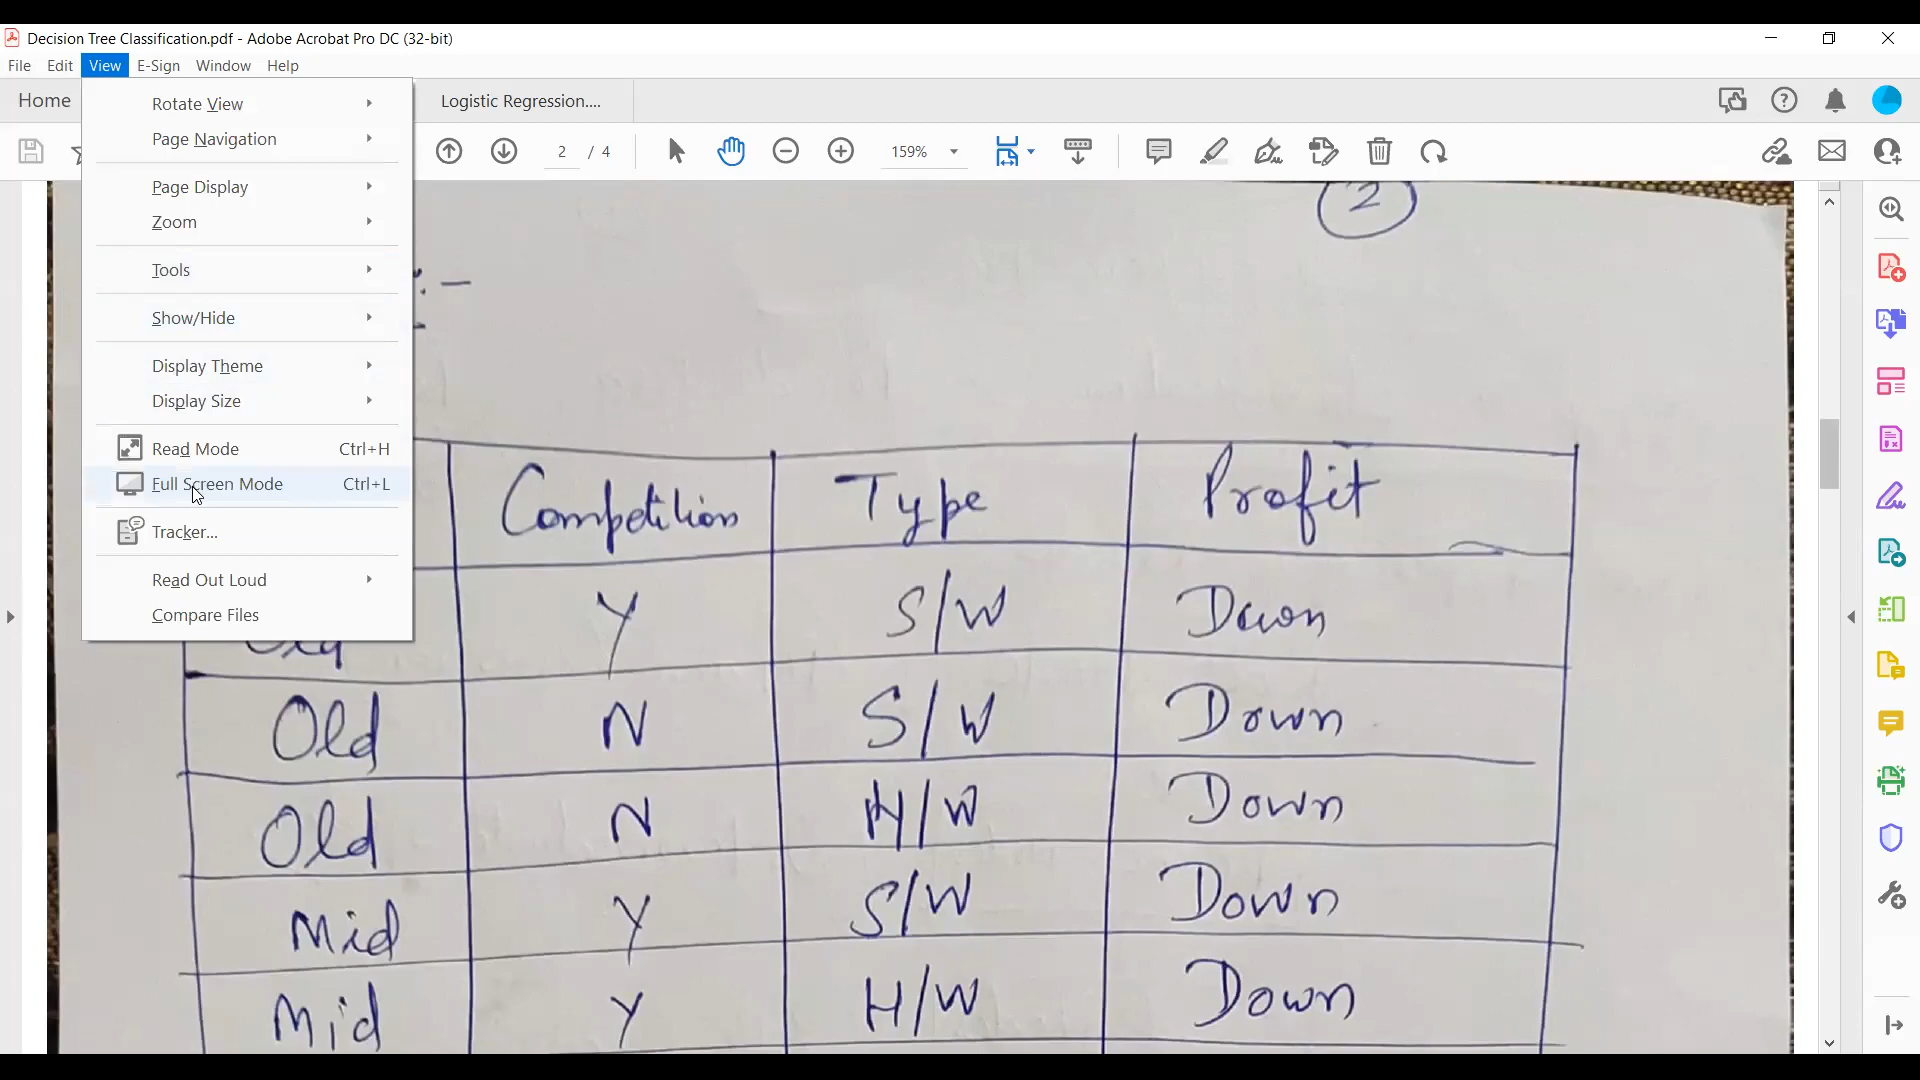 Decision Tree Classification.pdf - Adobe Acrobat Pro DC (32-bit)
File Edit View E-Sign Window Help
Home Logistic Regression....
2 / 4 159%
Rotate View
Page Navigation
Page Display
Zoom
Tools
Show/Hide
Display Theme
Display Size
Read Mode Ctrl+H
Full Screen Mode Ctrl+L
Tracker...
Read Out Loud
Compare Files
2
:-
Competition Type Profit
Old Y S/W Down
Old N S/W Down
Old N H/W Down
Mid Y S/W Down
Mid Y H/W Down